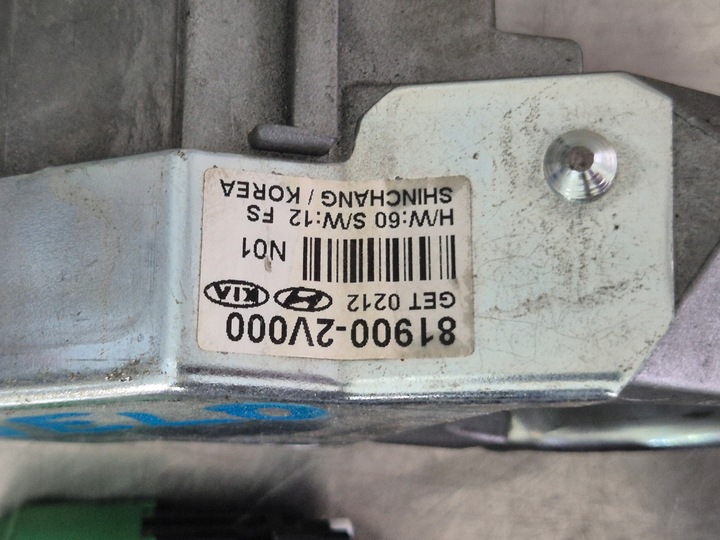 81900-2V000
GET 0212 KIA
N01
H/W:60 S/W:12 FS
SHINCHANG / KOREA